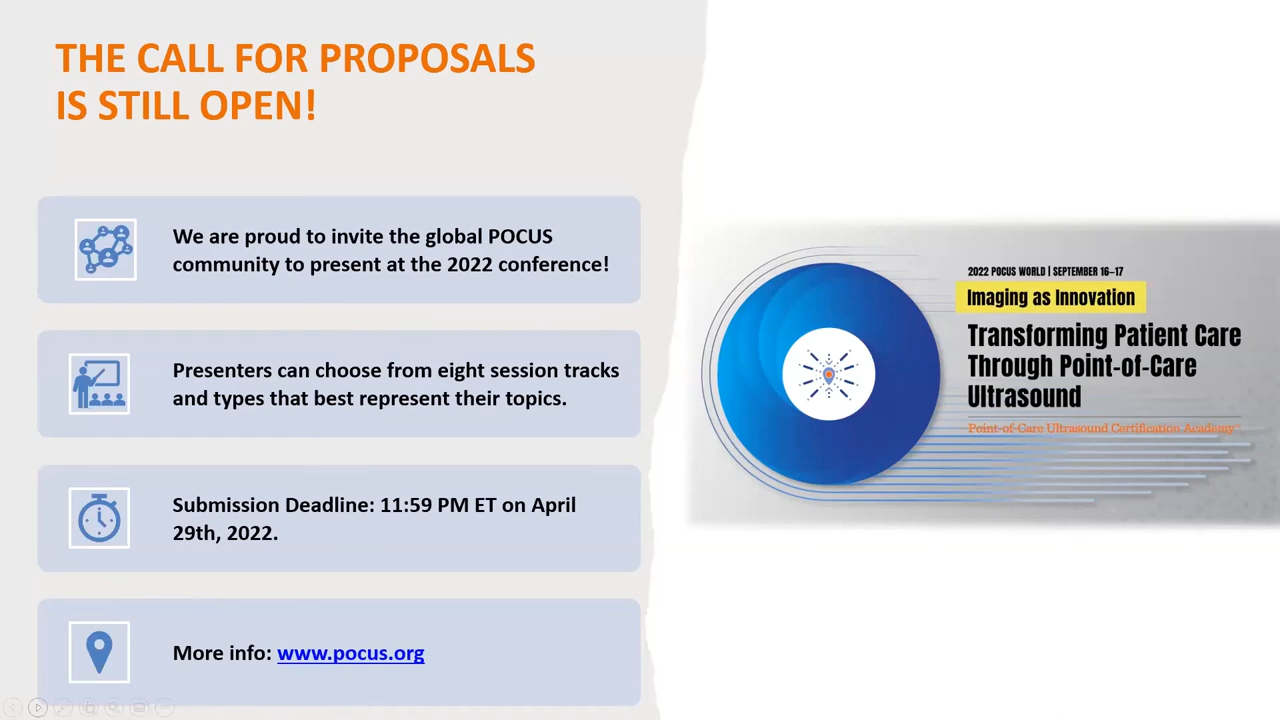 THE CALL FOR PROPOSALS
IS STILL OPEN!
We are proud to invite the global POCUS
community to present at the 2022 conference!
Presenters can choose from eight session tracks
and types that best represent their topics.
Submission Deadline: 11:59 PM ET on April
29th, 2022.
More info: www.pocus.org
2022 POCUS WORLD | SEPTEMBER 16–17
Imaging as Innovation
Transforming Patient Care
Through Point-of-Care
Ultrasound
Point-of-Care Ultrasound Certification Academy™